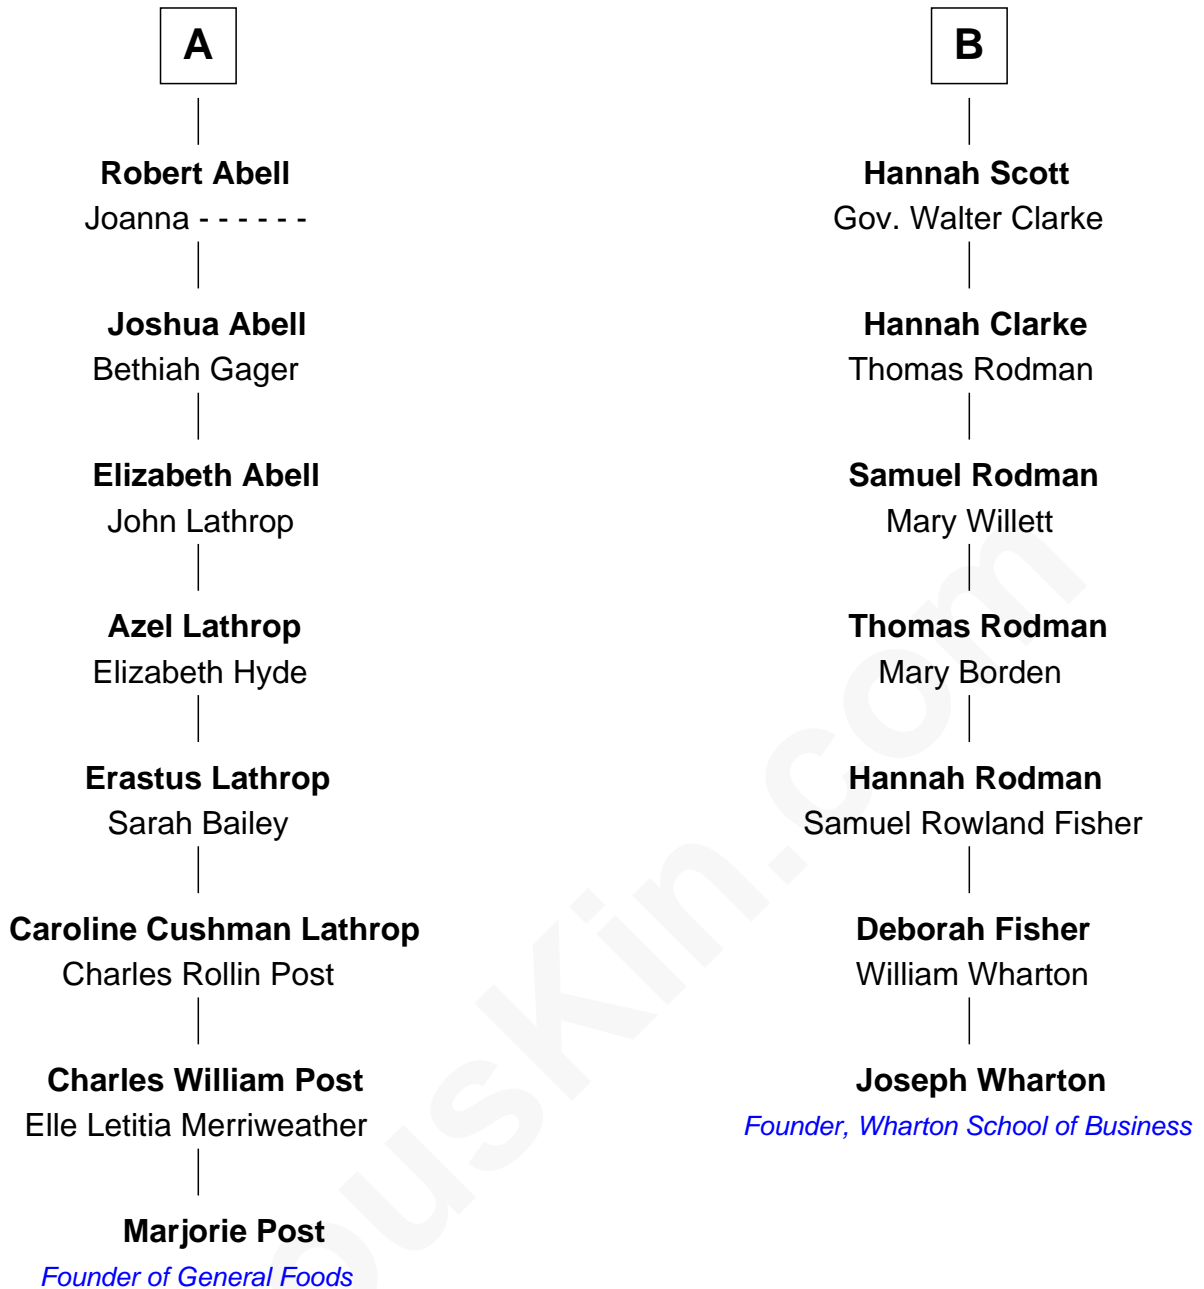 A
Robert Abell
Joanna - - - - - -
Joshua Abell
Bethiah Gager
Elizabeth Abell
John Lathrop
Azel Lathrop
Elizabeth Hyde
Erastus Lathrop
Sarah Bailey
Caroline Cushman Lathrop
Charles Rollin Post
Charles William Post
Elle Letitia Merriweather
Marjorie Post
Founder of General Foods
B
Hannah Scott
Gov. Walter Clarke
Hannah Clarke
Thomas Rodman
Samuel Rodman
Mary Willett
Thomas Rodman
Mary Borden
Hannah Rodman
Samuel Rowland Fisher
Deborah Fisher
William Wharton
Joseph Wharton
Founder, Wharton School of Business
ouskin.com